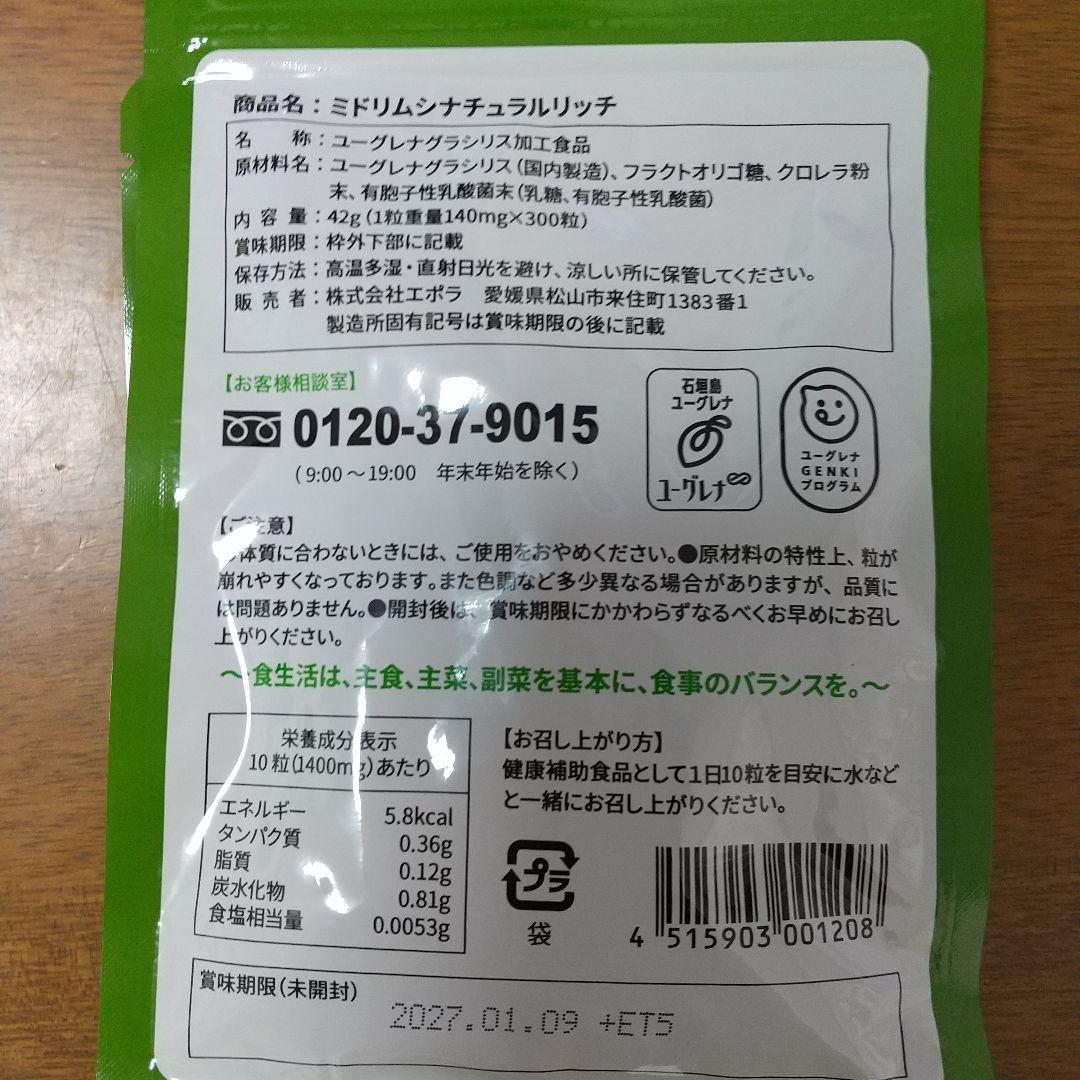 商品名：ミドリムシナチュラルリッチ
名称：ユーグレナグラシリス加工食品
原材料名：ユーグレナグラシリス（国内製造）、フラクトオリゴ糖、クロレラ粉
末、有胞子性乳酸菌末（乳糖、有胞子性乳酸菌）
内容量：42g（1粒重量140mg×300粒）
賞味期限：枠外下部に記載
保存方法：高温多湿・直射日光を避け、涼しい所に保管してください。
販売者：株式会社エポラ　愛媛県松山市来住町1383番1
製造所固有記号は賞味期限の後に記載
【お客様相談室】
0120-37-9015
（9:00～19:00　年末年始を除く）
石垣島
ユーグレナ
ユーグレナ
ユーグレナ
GENKI
プログラム
【ご注意】
体質に合わないときには、ご使用をおやめください。●原材料の特性上、粒が
崩れやすくなっております。また色調など多少異なる場合がありますが、品質に
は問題ありません。●開封後は、賞味期限にかかわらずなるべくお早めにお召し
上がりください。
～食生活は、主食、主菜、副菜を基本に、食事のバランスを。～
栄養成分表示
10粒（1400mg）あたり
エネルギー 5.8kcal
タンパク質 0.36g
脂質 0.12g
炭水化物 0.81g
食塩相当量 0.0053g
【お召し上がり方】
健康補助食品として1日10粒を目安に水など
と一緒にお召し上がりください。
プラ
袋
4 515903 001208
賞味期限（未開封）
2027.01.09 +ET5